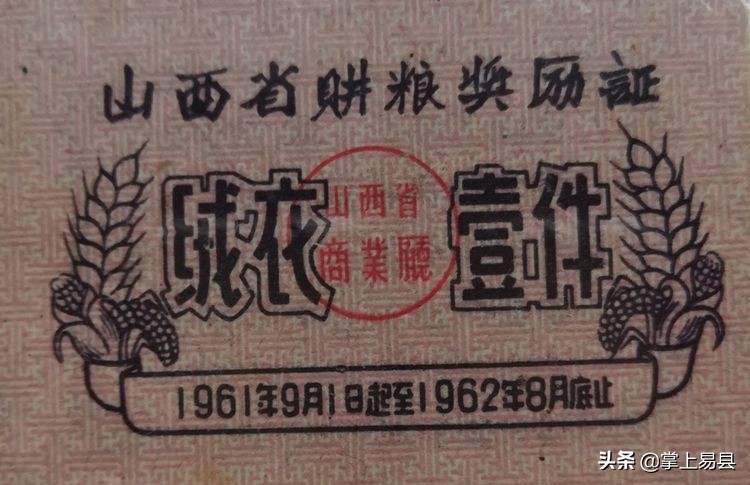 山西省购粮奖励証
绒衣 壹件
山西省
商業廳
1961年9月1日起至1962年8月底止
头条 @掌上易县